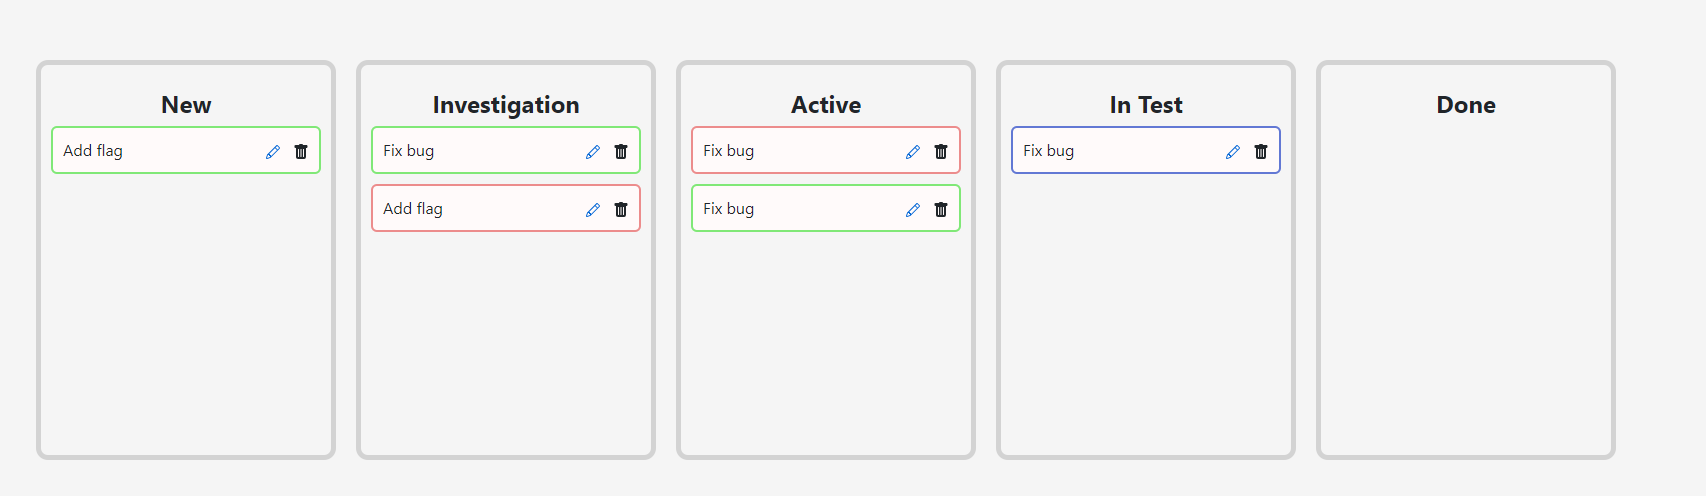 New
Add flag
Investigation
Fix bug
Add flag
Active
Fix bug
Fix bug
In Test
Fix bug
Done